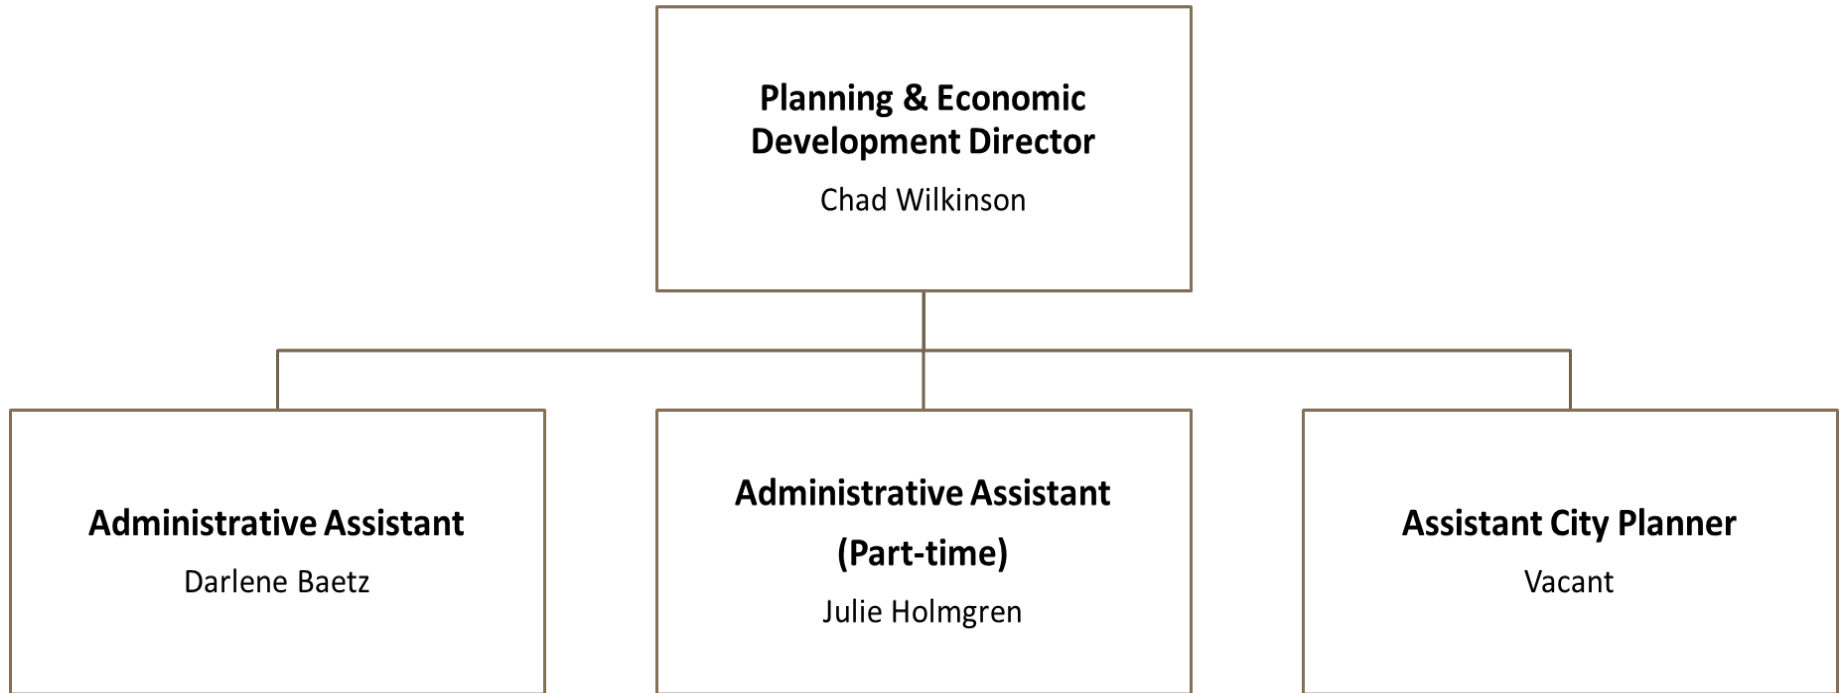 Planning & Economic
Development Director
Chad Wilkinson
Administrative Assistant
Darlene Baetz
Administrative Assistant
(Part-time)
Julie Holmgren
Assistant City Planner
Vacant